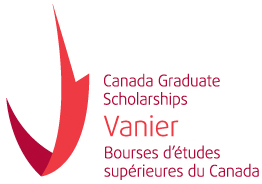 Canada Graduate
Scholarships
Vanier
Bourses d'études
supérieures du Canada